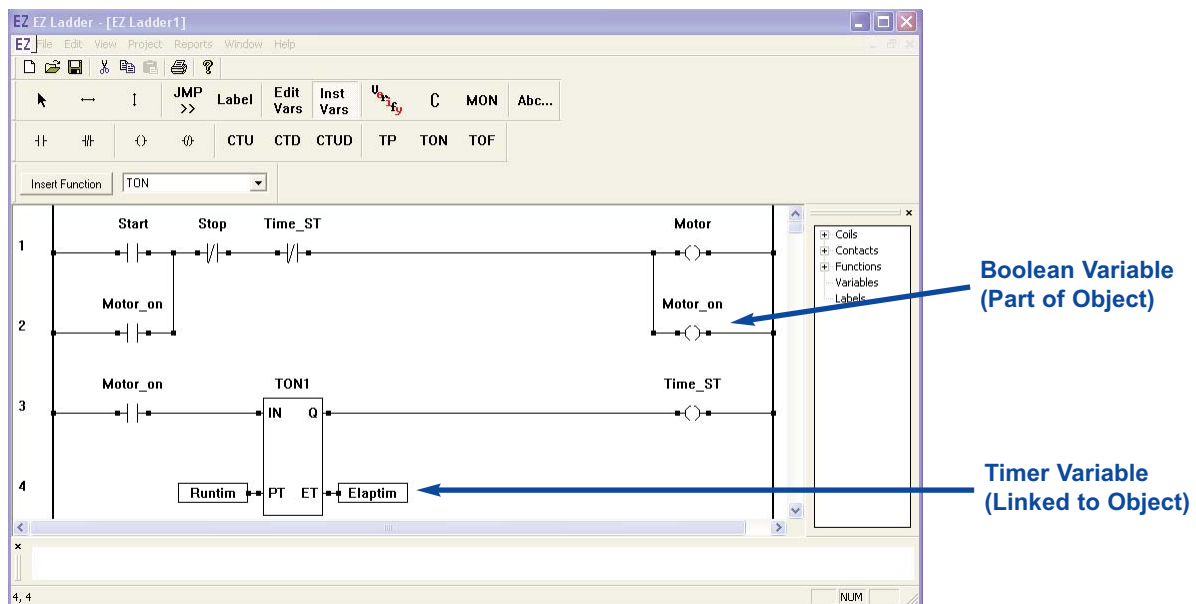 EZ EZ Ladder - [EZ Ladder1]
EZ File Edit View Project Reports Window Help
JMP >> Label Edit Vars Inst Vars Verify C MON Abc...
CTU CTD CTUD TP TON TOF
Insert Function TON
Start Stop Time_ST Motor
1
Motor_on Motor_on
2
Motor_on TON1 Time_ST
3 IN Q
4 Runtim PT ET Elaptim
Coils
Contacts
Functions
Variables
Labels
Boolean Variable
(Part of Object)
Timer Variable
(Linked to Object)
4, 4 NUM